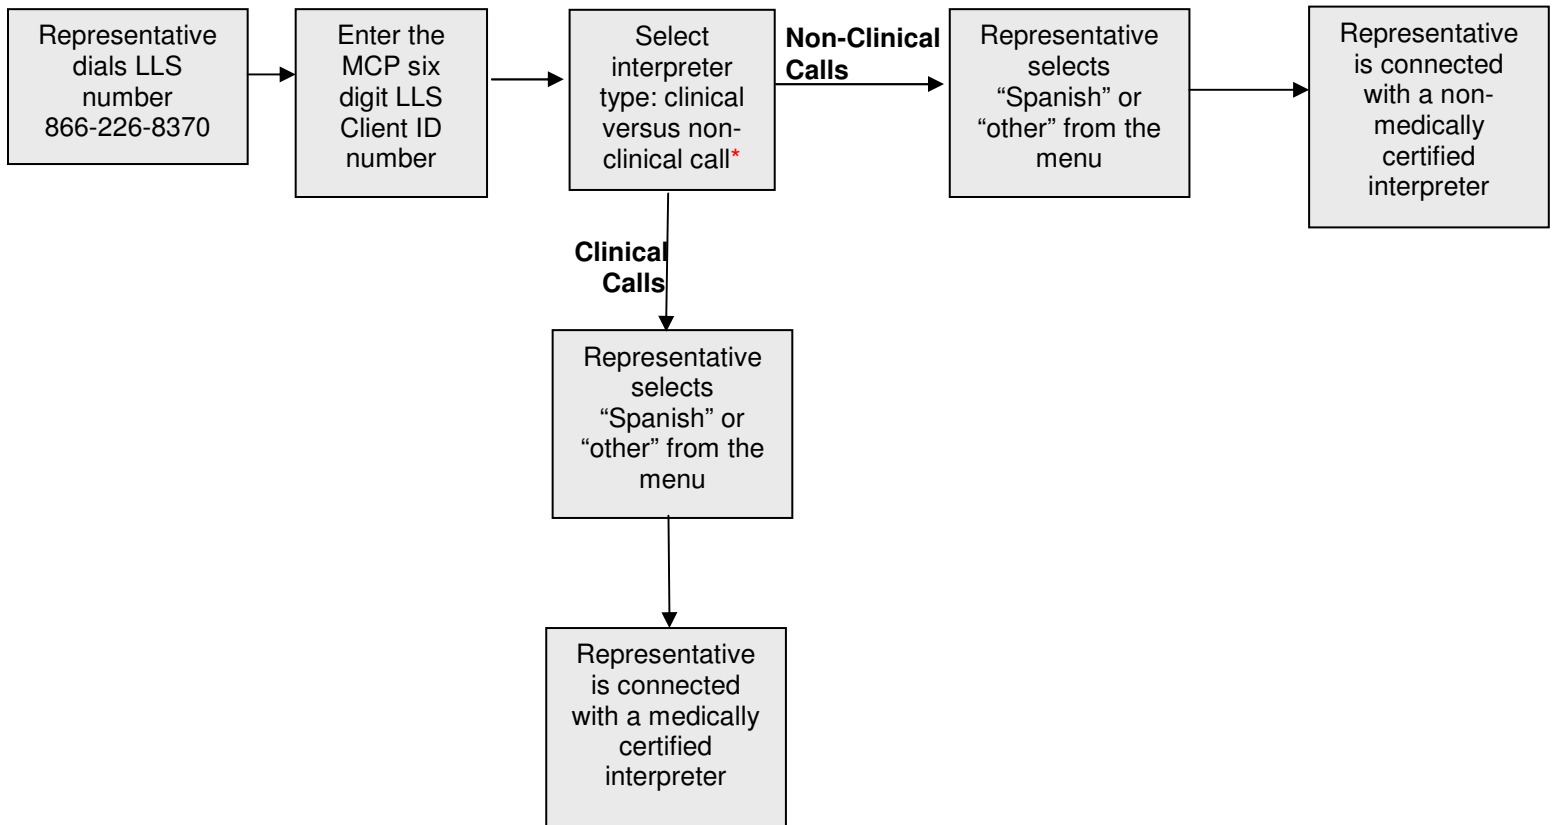 Representative
dials LLS
number
866-226-8370
Enter the
MCP six
digit LLS
Client ID
number
Select
interpreter
type: clinical
versus non-
clinical call*
Non-Clinical
Calls
Representative
selects
“Spanish” or
“other” from the
menu
Representative
is connected
with a non-
medically
certified
interpreter
Clinical
Calls
Representative
selects
“Spanish” or
“other” from the
menu
Representative
is connected
with a medically
certified
interpreter